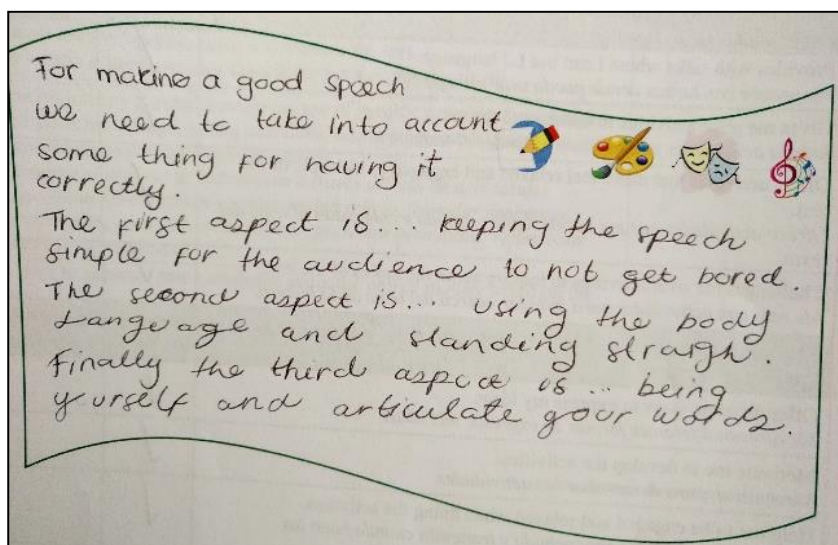 For making a good speech
we need to take into account
some thing for having it
correctly.
The first aspect is... keeping the speech
simple for the audience to not get bored.
The second aspect is... using the body
Language and standing straigh.
Finally the third aspect is... being
yurself and articulate your words.